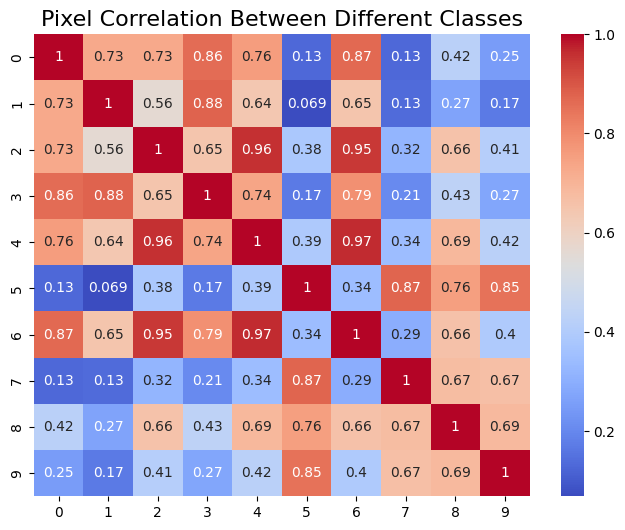 Pixel Correlation Between Different Classes
0 1 0.73 0.73 0.86 0.76 0.13 0.87 0.13 0.42 0.25
1 0.73 1 0.56 0.88 0.64 0.069 0.65 0.13 0.27 0.17
2 0.73 0.56 1 0.65 0.96 0.38 0.95 0.32 0.66 0.41
3 0.86 0.88 0.65 1 0.74 0.17 0.79 0.21 0.43 0.27
4 0.76 0.64 0.96 0.74 1 0.39 0.97 0.34 0.69 0.42
5 0.13 0.069 0.38 0.17 0.39 1 0.34 0.87 0.76 0.85
6 0.87 0.65 0.95 0.79 0.97 0.34 1 0.29 0.66 0.4
7 0.13 0.13 0.32 0.21 0.34 0.87 0.29 1 0.67 0.67
8 0.42 0.27 0.66 0.43 0.69 0.76 0.66 0.67 1 0.69
9 0.25 0.17 0.41 0.27 0.42 0.85 0.4 0.67 0.69 1
0 1 2 3 4 5 6 7 8 9
1.0
0.8
0.6
0.4
0.2